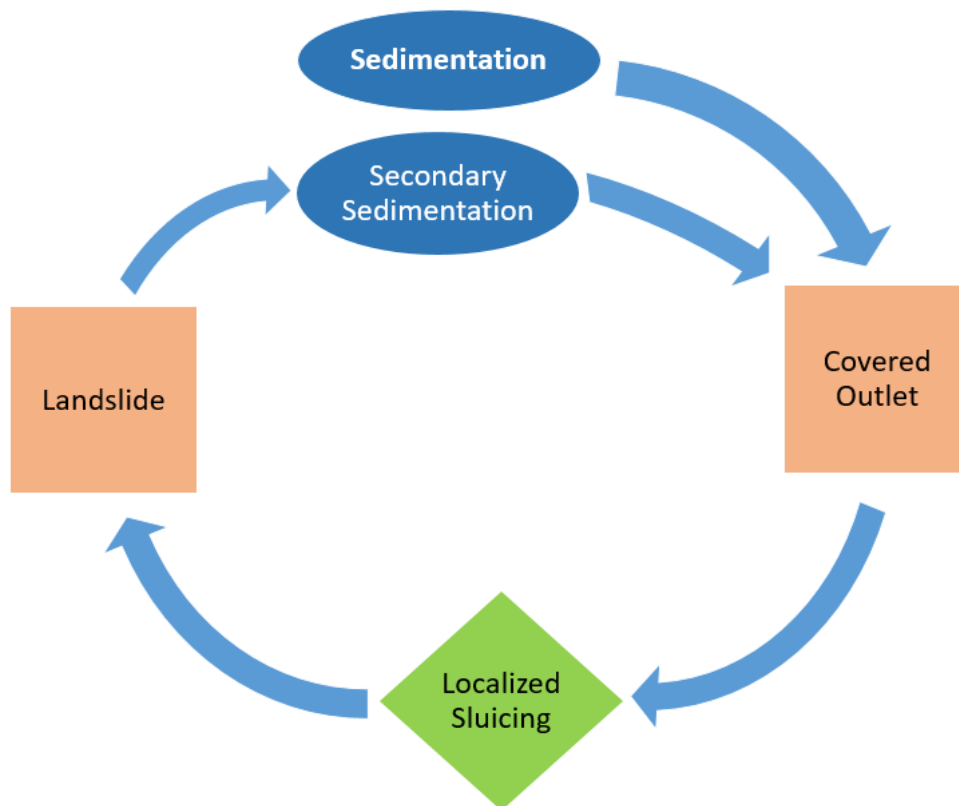 Sedimentation
Secondary
Sedimentation
Landslide
Covered
Outlet
Localized
Sluicing